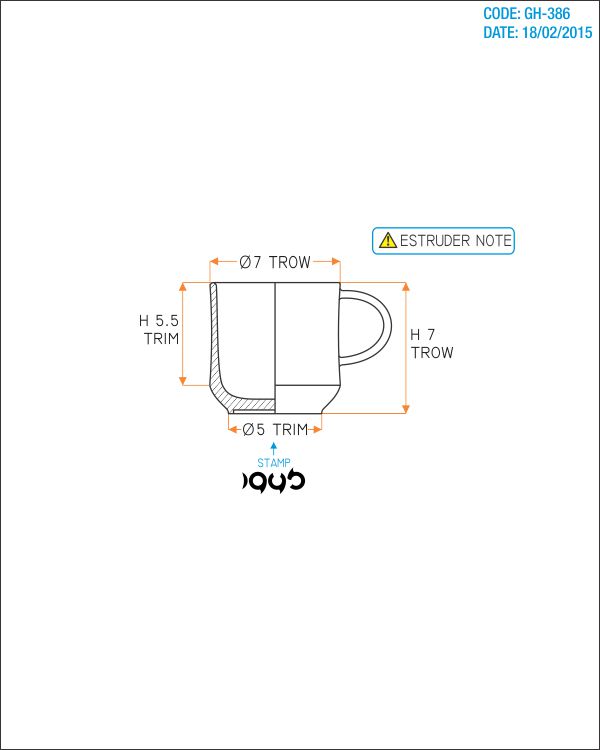 CODE: GH-386
DATE: 18/02/2015
ESTRUDER NOTE
Ø7 TROW
H 5.5
TRIM
H 7
TROW
Ø5 TRIM
STAMP